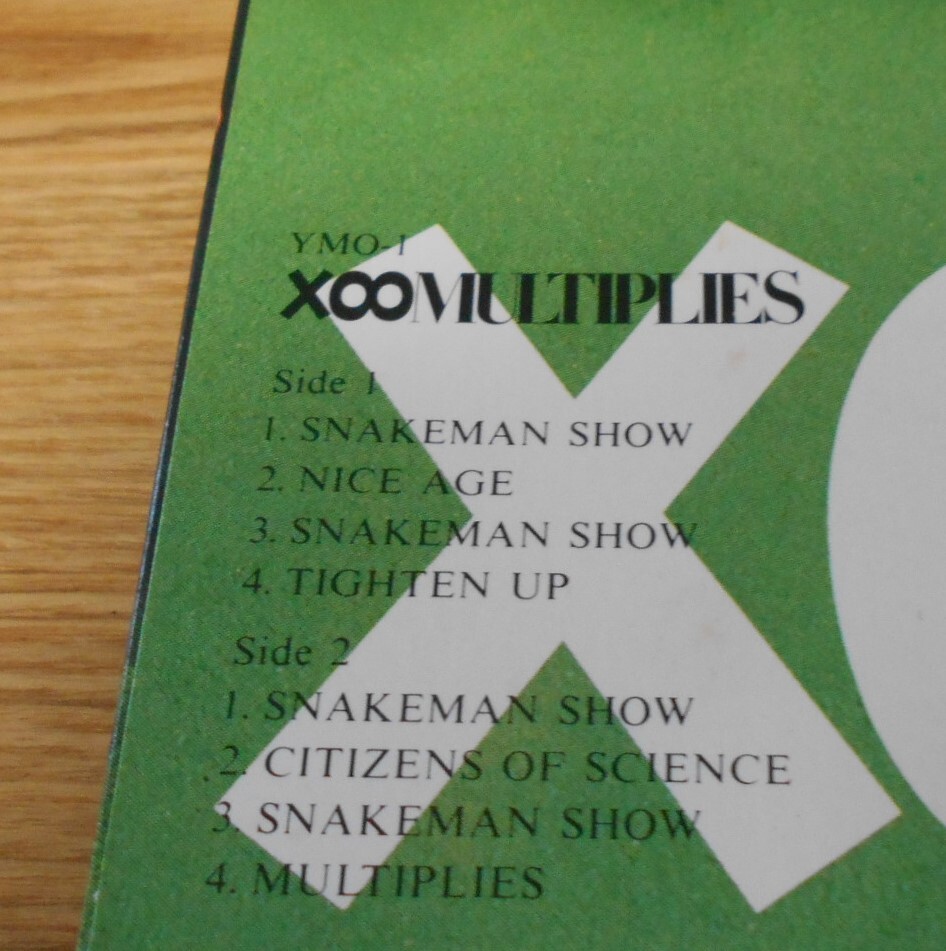 YMO-1
X∞MULTIPLIES
Side 1
1. SNAKEMAN SHOW
2. NICE AGE
3. SNAKEMAN SHOW
4. TIGHTEN UP
Side 2
1. SNAKEMAN SHOW
2. CITIZENS OF SCIENCE
3. SNAKEMAN SHOW
4. MULTIPLIES
X